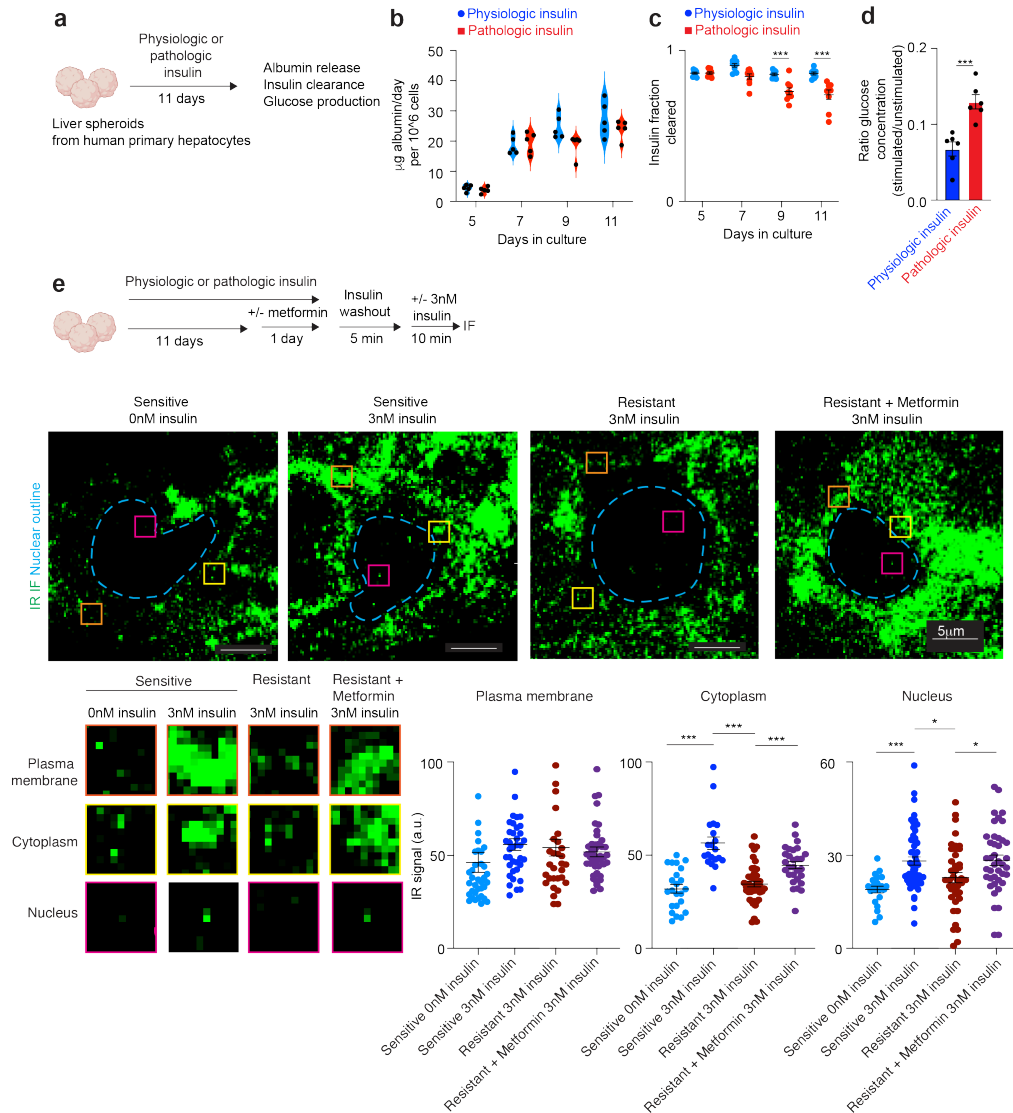 a
Physiologic or
pathologic
insulin
11 days
Albumin release
Insulin clearance
Glucose production
Liver spheroids
from human primary hepatocytes
b
Physiologic insulin
Pathologic insulin
µg albumin/day
per 10^6 cells
50
40
30
20
10
0
5 7 9 11
Days in culture
c
Physiologic insulin
Pathologic insulin
*** ***
Insulin fraction
cleared
1
0
5 7 9 11
Days in culture
d
***
Ratio glucose
concentration
(stimulated/unstimulated)
0.2
0.1
0.0
Physiologic insulin
Pathologic insulin
e
Physiologic or pathologic insulin
11 days
+/- metformin
1 day
Insulin
washout
5 min
+/- 3nM
insulin
10 min
IF
Sensitive
0nM insulin
Sensitive
3nM insulin
Resistant
3nM insulin
Resistant + Metformin
3nM insulin
IR IF Nuclear outline
5µm
Sensitive
0nM insulin
3nM insulin
Resistant
3nM insulin
Resistant +
Metformin
3nM insulin
Plasma
membrane
Cytoplasm
Nucleus
Plasma membrane
IR signal (a.u.)
100
50
0
Sensitive 0nM insulin
Sensitive 3nM insulin
Resistant 3nM insulin
Resistant + Metformin 3nM insulin
Cytoplasm
*** *** ***
100
50
0
Sensitive 0nM insulin
Sensitive 3nM insulin
Resistant 3nM insulin
Resistant + Metformin 3nM insulin
Nucleus
*** * *
60
30
0
Sensitive 0nM insulin
Sensitive 3nM insulin
Resistant 3nM insulin
Resistant + Metformin 3nM insulin